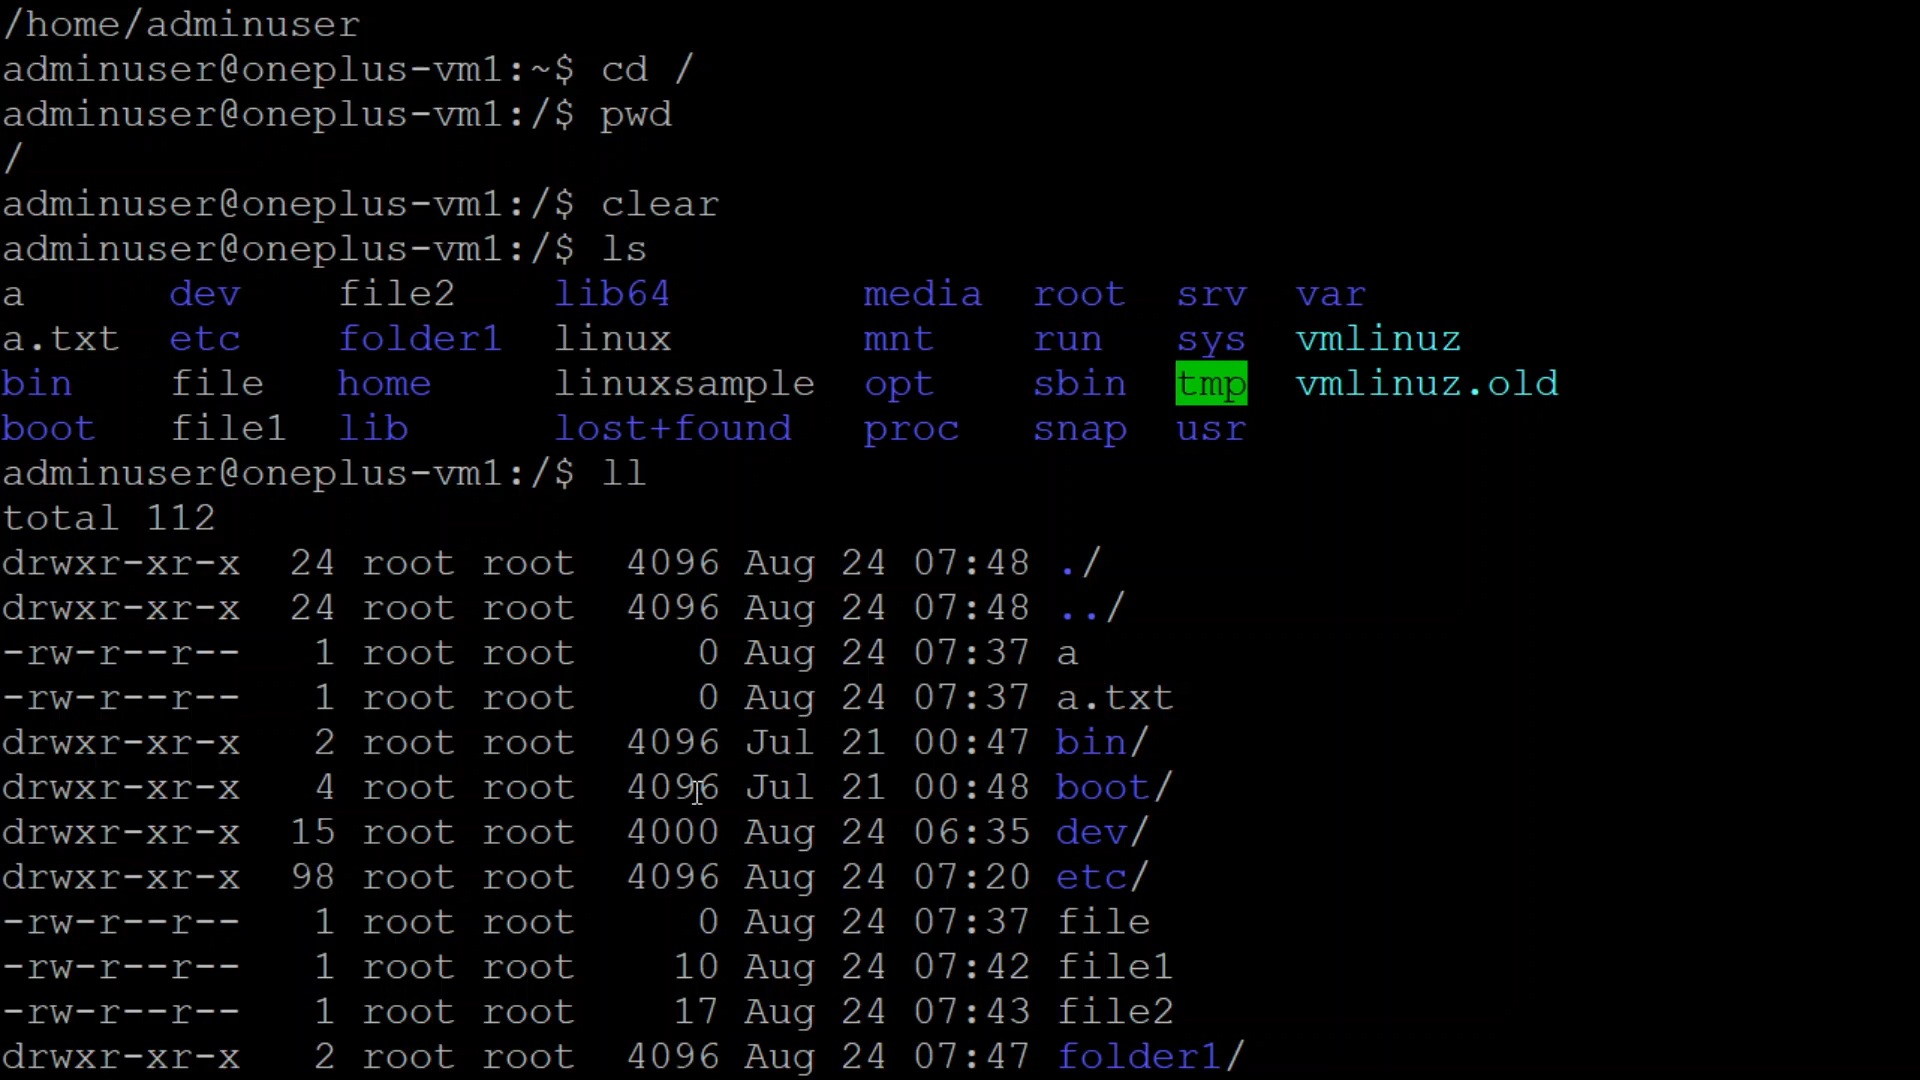 /home/adminuser
adminuser@oneplus-vm1:~$ cd /
adminuser@oneplus-vm1:/$ pwd
/
adminuser@oneplus-vm1:/$ clear
adminuser@oneplus-vm1:/$ ls
a      dev    file2    lib64        media  root  srv  var
a.txt  etc    folder1  linux        mnt    run   sys  vmlinuz
bin    file   home     linuxsample  opt    sbin  tmp  vmlinuz.old
boot   file1  lib      lost+found   proc   snap  usr
adminuser@oneplus-vm1:/$ ll
total 112
drwxr-xr-x  24 root root  4096 Aug 24 07:48 ./
drwxr-xr-x  24 root root  4096 Aug 24 07:48 ../
-rw-r--r--   1 root root     0 Aug 24 07:37 a
-rw-r--r--   1 root root     0 Aug 24 07:37 a.txt
drwxr-xr-x   2 root root  4096 Jul 21 00:47 bin/
drwxr-xr-x   4 root root  4096 Jul 21 00:48 boot/
drwxr-xr-x  15 root root  4000 Aug 24 06:35 dev/
drwxr-xr-x  98 root root  4096 Aug 24 07:20 etc/
-rw-r--r--   1 root root     0 Aug 24 07:37 file
-rw-r--r--   1 root root    10 Aug 24 07:42 file1
-rw-r--r--   1 root root    17 Aug 24 07:43 file2
drwxr-xr-x   2 root root  4096 Aug 24 07:47 folder1/